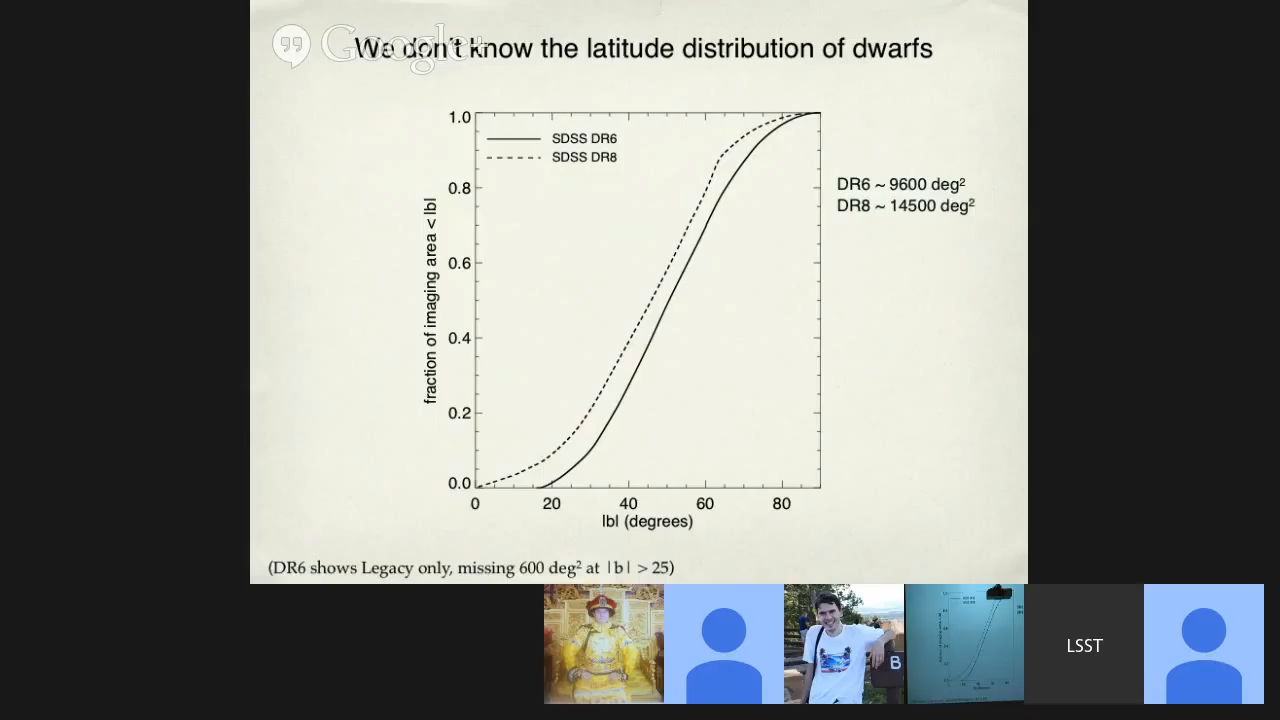 Google+
We don't know the latitude distribution of dwarfs
1.0
0.8
0.6
0.4
0.2
0.0
fraction of imaging area < |b|
SDSS DR6
SDSS DR8
DR6 ~ 9600 deg²
DR8 ~ 14500 deg²
0 20 40 60 80
|b| (degrees)
(DR6 shows Legacy only, missing 600 deg² at |b| > 25)
B
LSST